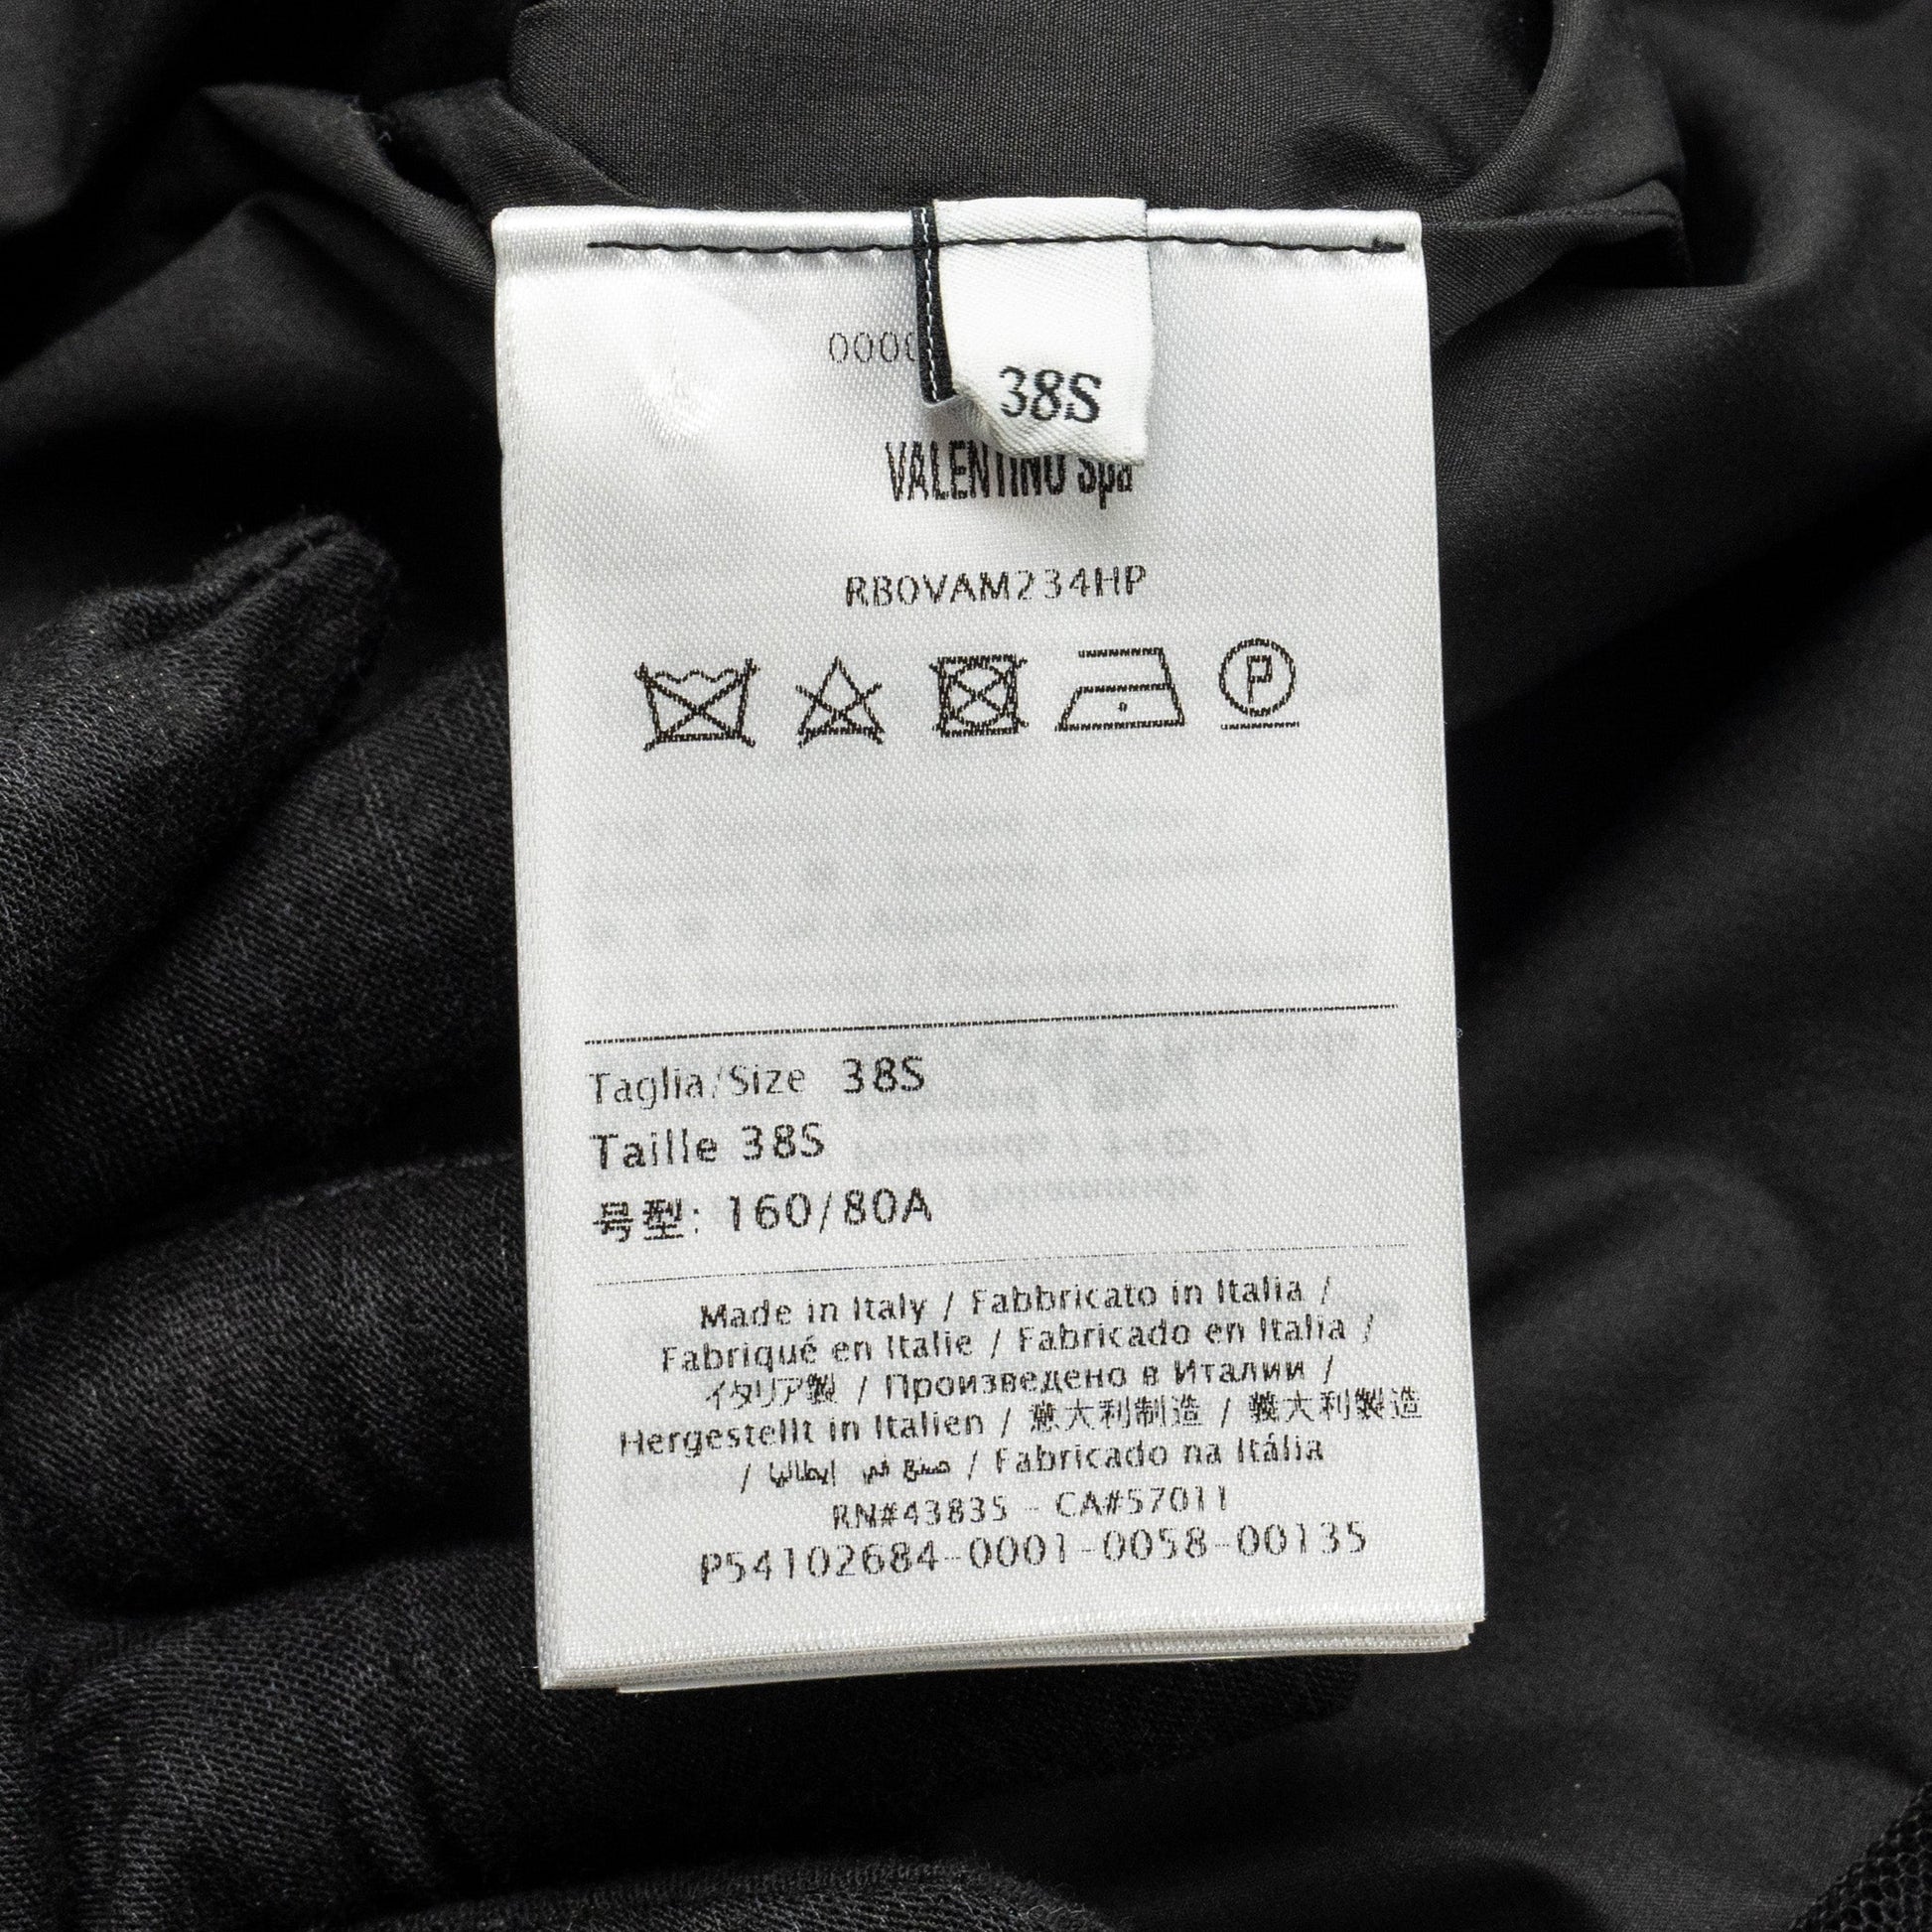 0000
38S
VALENTINO Spa
RB0VAM234HP
P
Taglia/Size 38S
Taille 38S
号型: 160/80A
Made in Italy / Fabbricato in Italia /
Fabriqué en Italie / Fabricado en Italia /
イタリア製 / Произведено в Италии /
Hergestellt in Italien / 意大利制造 / 義大利製造
/ صنع في إيطاليا / Fabricado na Itália
RN#43835 - CA#57011
P54102684-0001-0058-00135